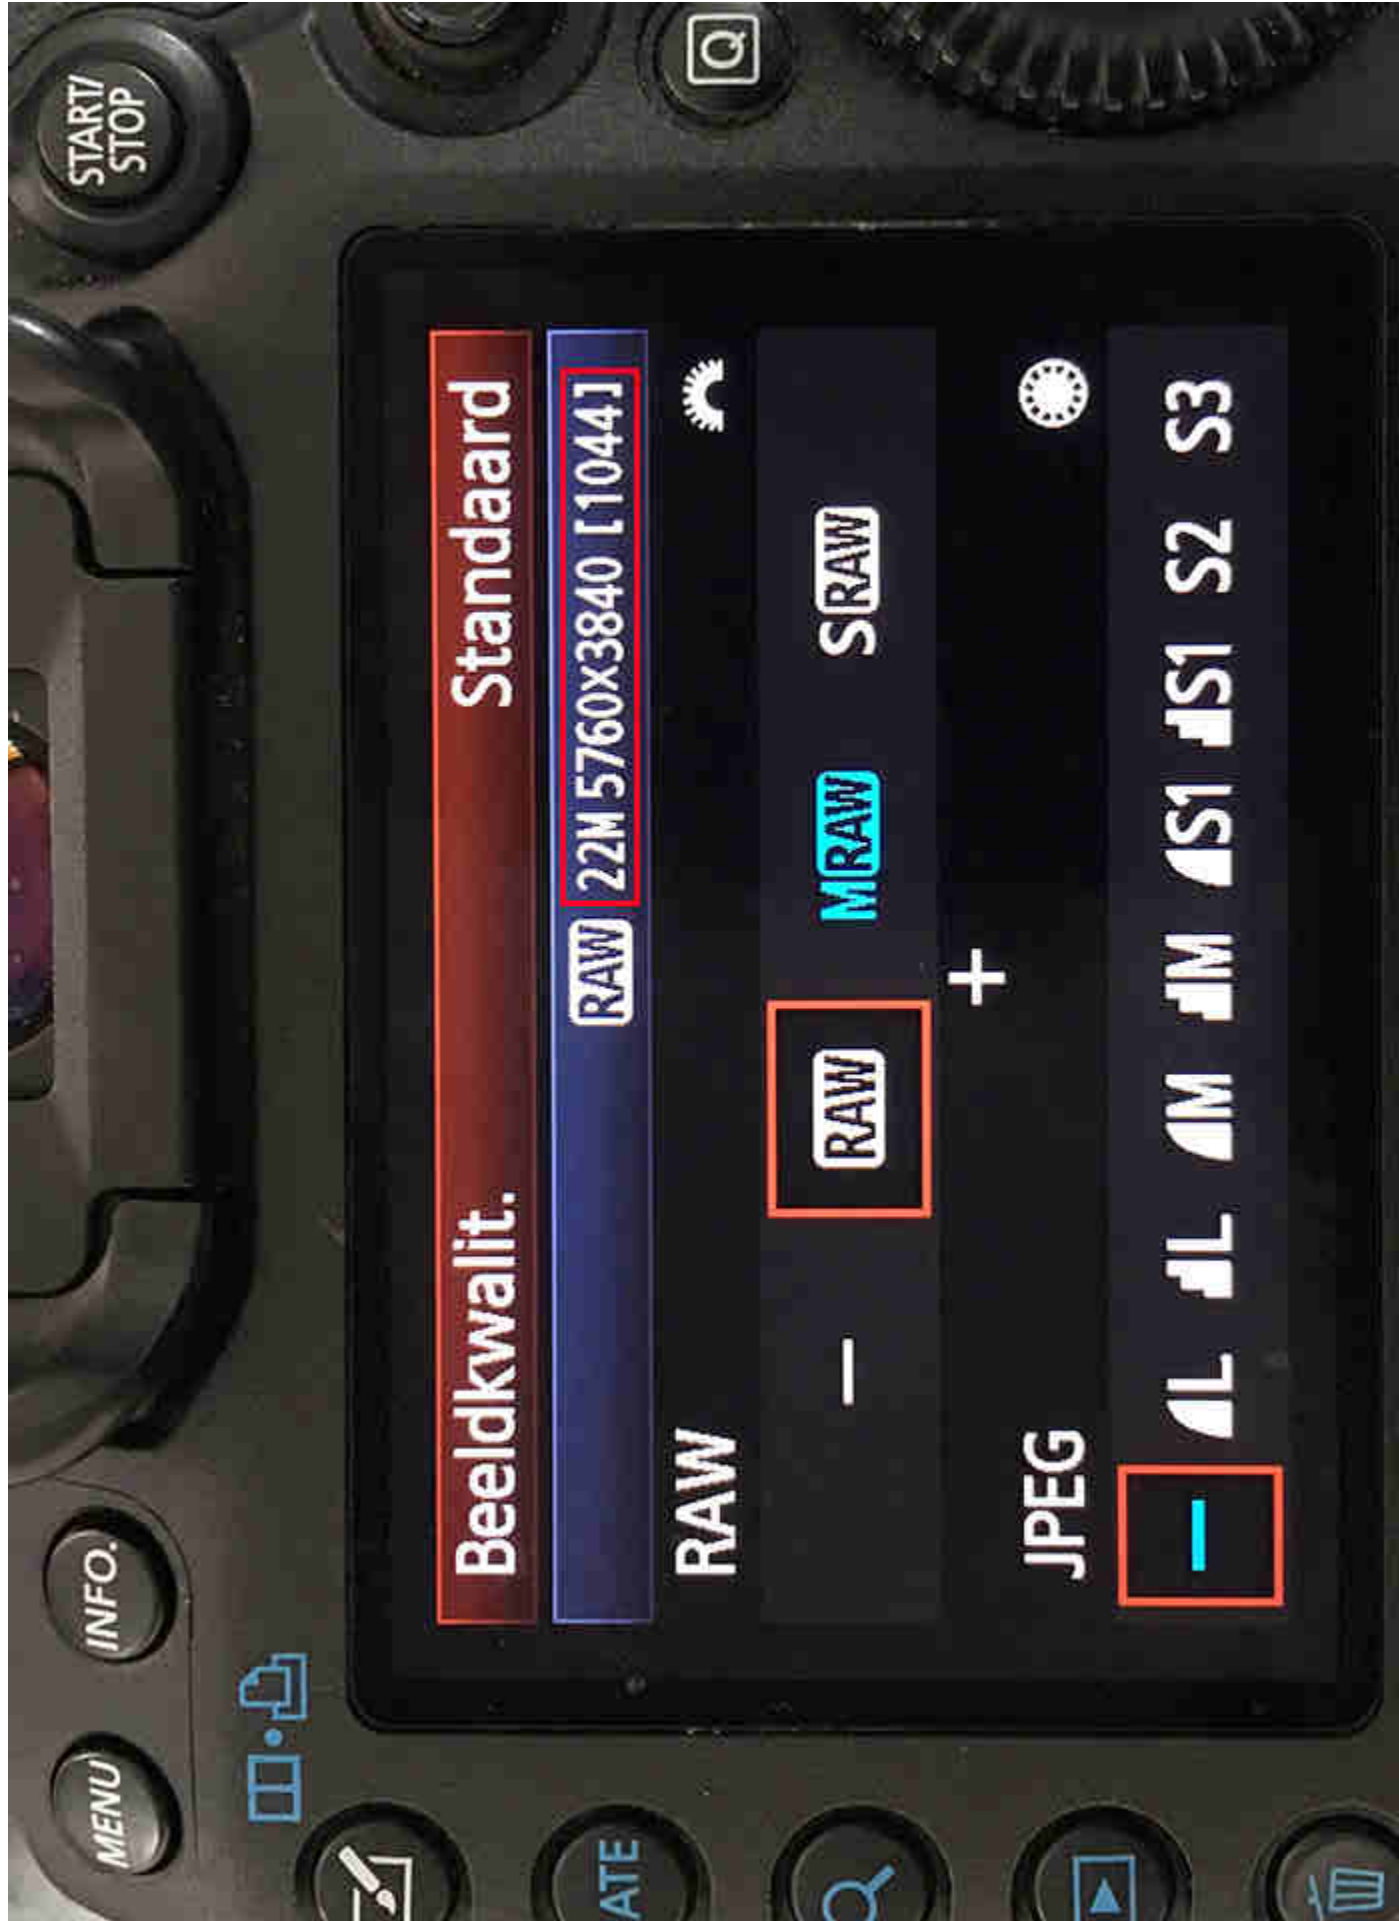 MENU
INFO.
START/
STOP
Q
ATE
Beeldkwalit. Standaard
RAW 22M 5760x3840 [1044]
RAW
— RAW MRAW SRAW
+
JPEG
— L L M M S1 S1 S2 S3